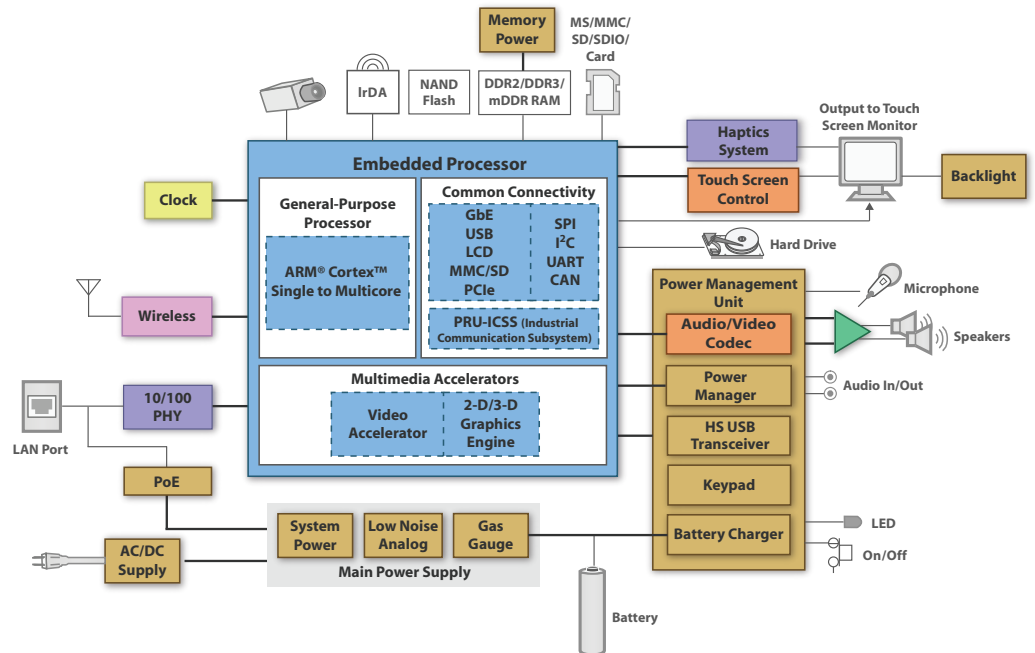 Memory
Power
MS/MMC/
SD/SDIO/
Card
IrDA
NAND
Flash
DDR2/DDR3/
mDDR RAM
Output to Touch
Screen Monitor
Haptics
System
Touch Screen
Control
Backlight
Hard Drive
Embedded Processor
Clock
General-Purpose
Processor
ARM® Cortex™
Single to Multicore
Common Connectivity
GbE
USB
LCD
MMC/SD
PCIe
SPI
I²C
UART
CAN
PRU-ICSS (Industrial
Communication Subsystem)
Wireless
Multimedia Accelerators
Video
Accelerator
2-D/3-D
Graphics
Engine
10/100
PHY
LAN Port
PoE
Power Management
Unit
Audio/Video
Codec
Power
Manager
HS USB
Transceiver
Keypad
Battery Charger
Microphone
Speakers
Audio In/Out
LED
On/Off
AC/DC
Supply
System
Power
Low Noise
Analog
Gas
Gauge
Main Power Supply
Battery